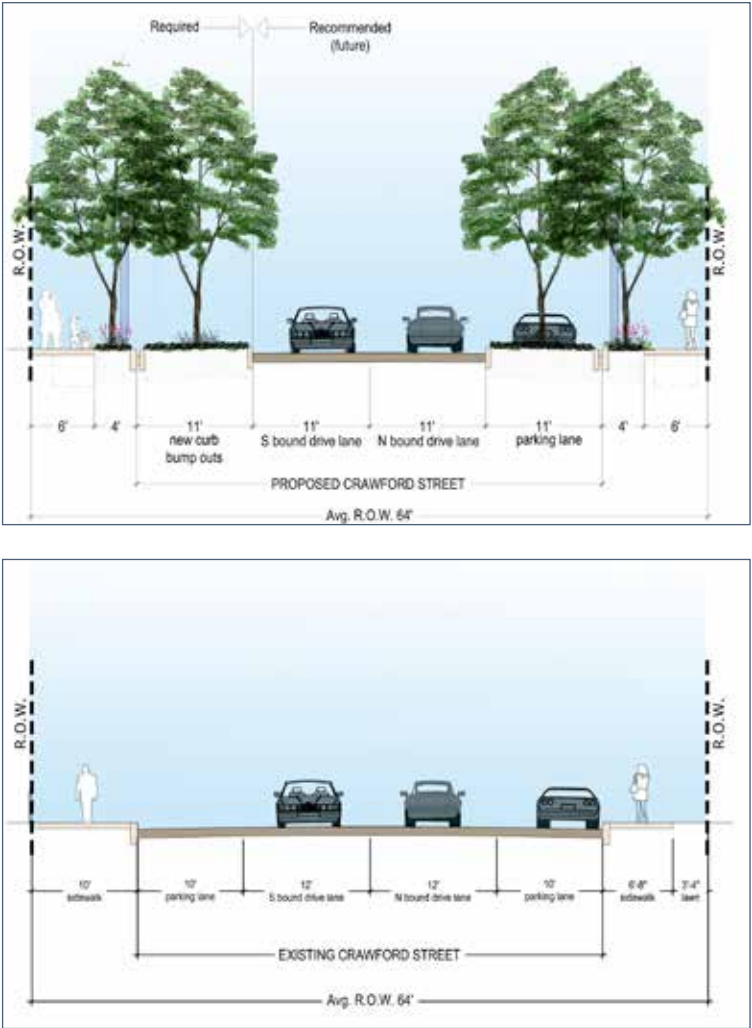 Required
Recommended
(future)
R.O.W.
R.O.W.
6'
4'
11'
new curb
bump outs
11'
S bound drive lane
11'
N bound drive lane
11'
parking lane
4'
6'
PROPOSED CRAWFORD STREET
Avg. R.O.W. 64'
R.O.W.
R.O.W.
10'
sidewalk
10'
parking lane
12'
S bound drive lane
12'
N bound drive lane
10'
parking lane
6'-8"
sidewalk
3'-4"
lawn
EXISTING CRAWFORD STREET
Avg. R.O.W. 64'